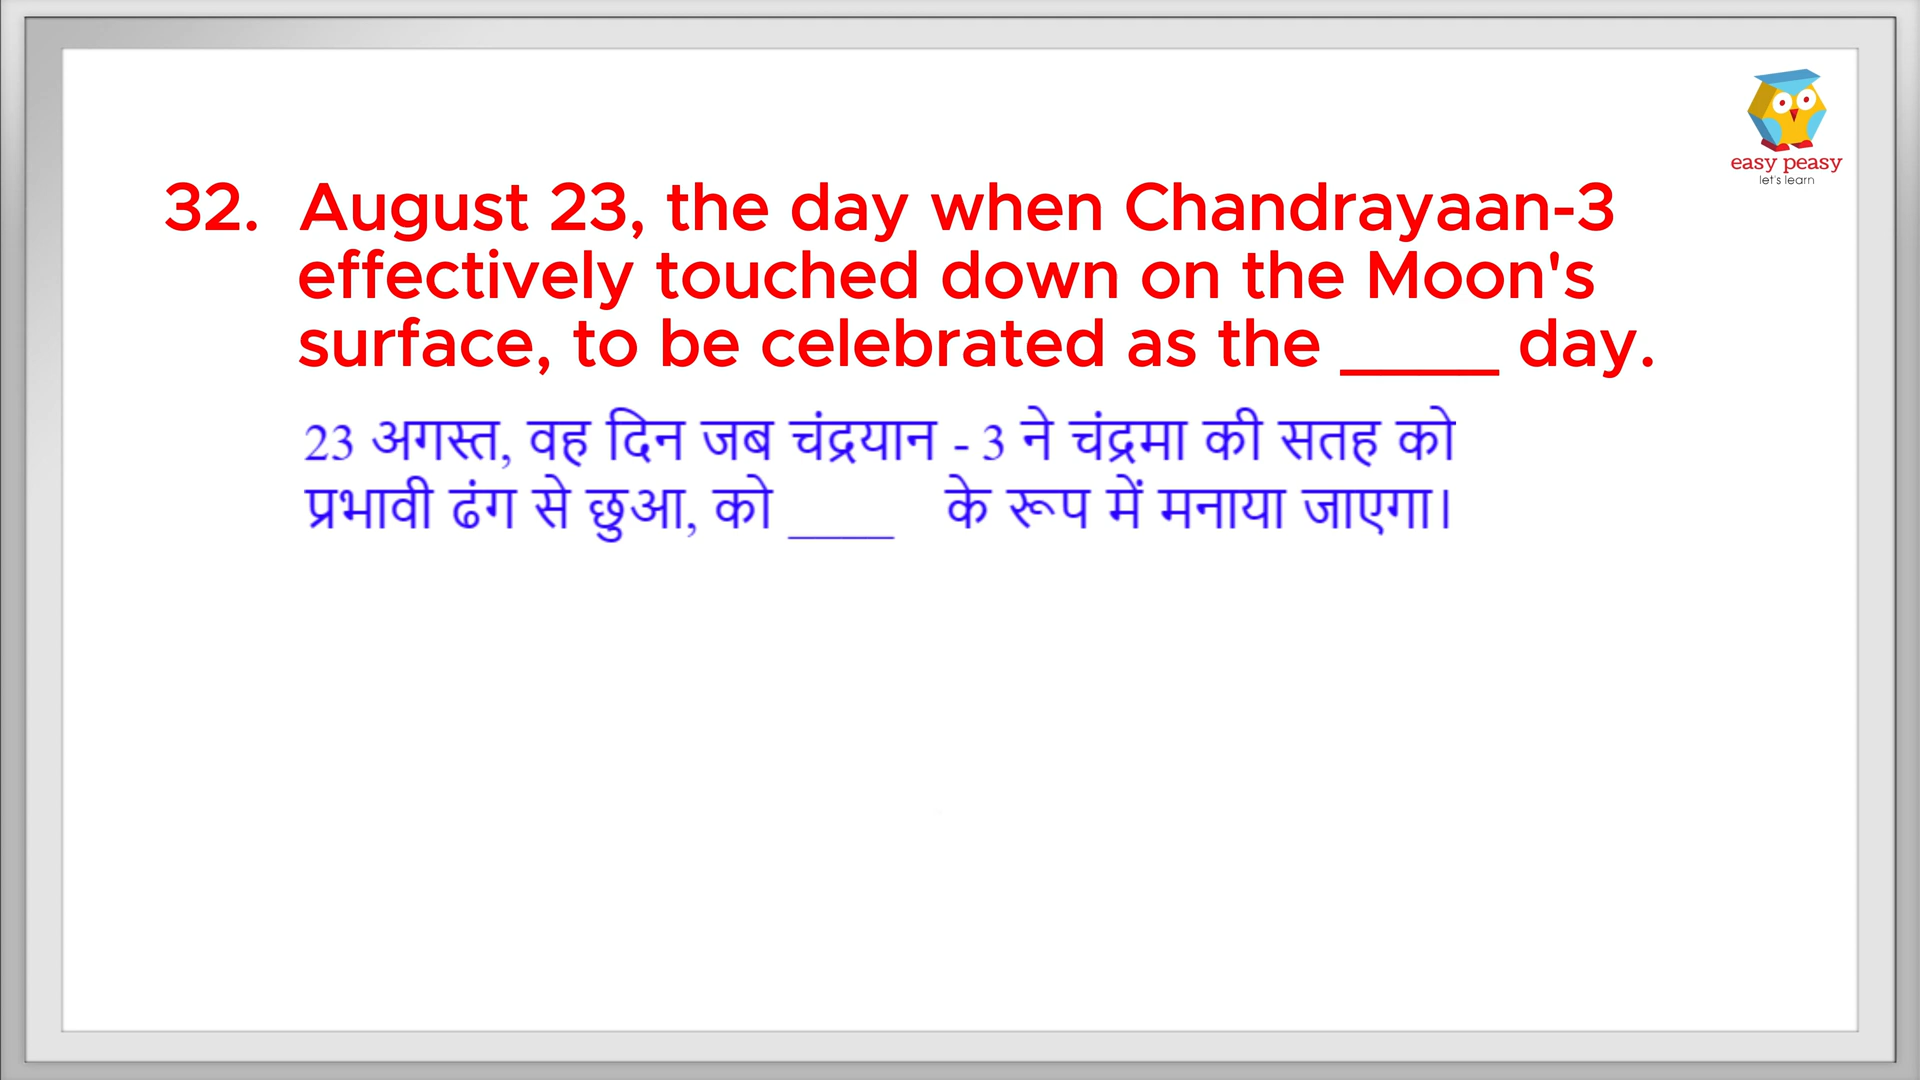 easy peasy
let's learn
32. August 23, the day when Chandrayaan-3
effectively touched down on the Moon's
surface, to be celebrated as the _____ day.
23 अगस्त, वह दिन जब चंद्रयान - 3 ने चंद्रमा की सतह को
प्रभावी ढंग से छुआ, को ____ के रूप में मनाया जाएगा।